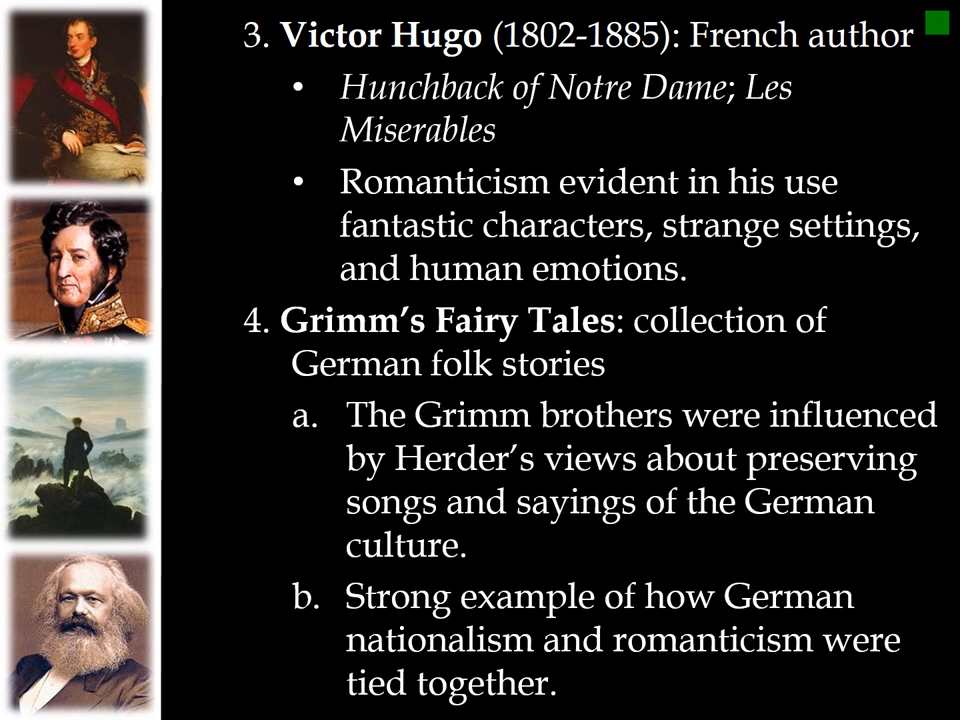 3. Victor Hugo (1802-1885): French author
• Hunchback of Notre Dame; Les
Miserables
• Romanticism evident in his use
fantastic characters, strange settings,
and human emotions.
4. Grimm’s Fairy Tales: collection of
German folk stories
a. The Grimm brothers were influenced
by Herder’s views about preserving
songs and sayings of the German
culture.
b. Strong example of how German
nationalism and romanticism were
tied together.